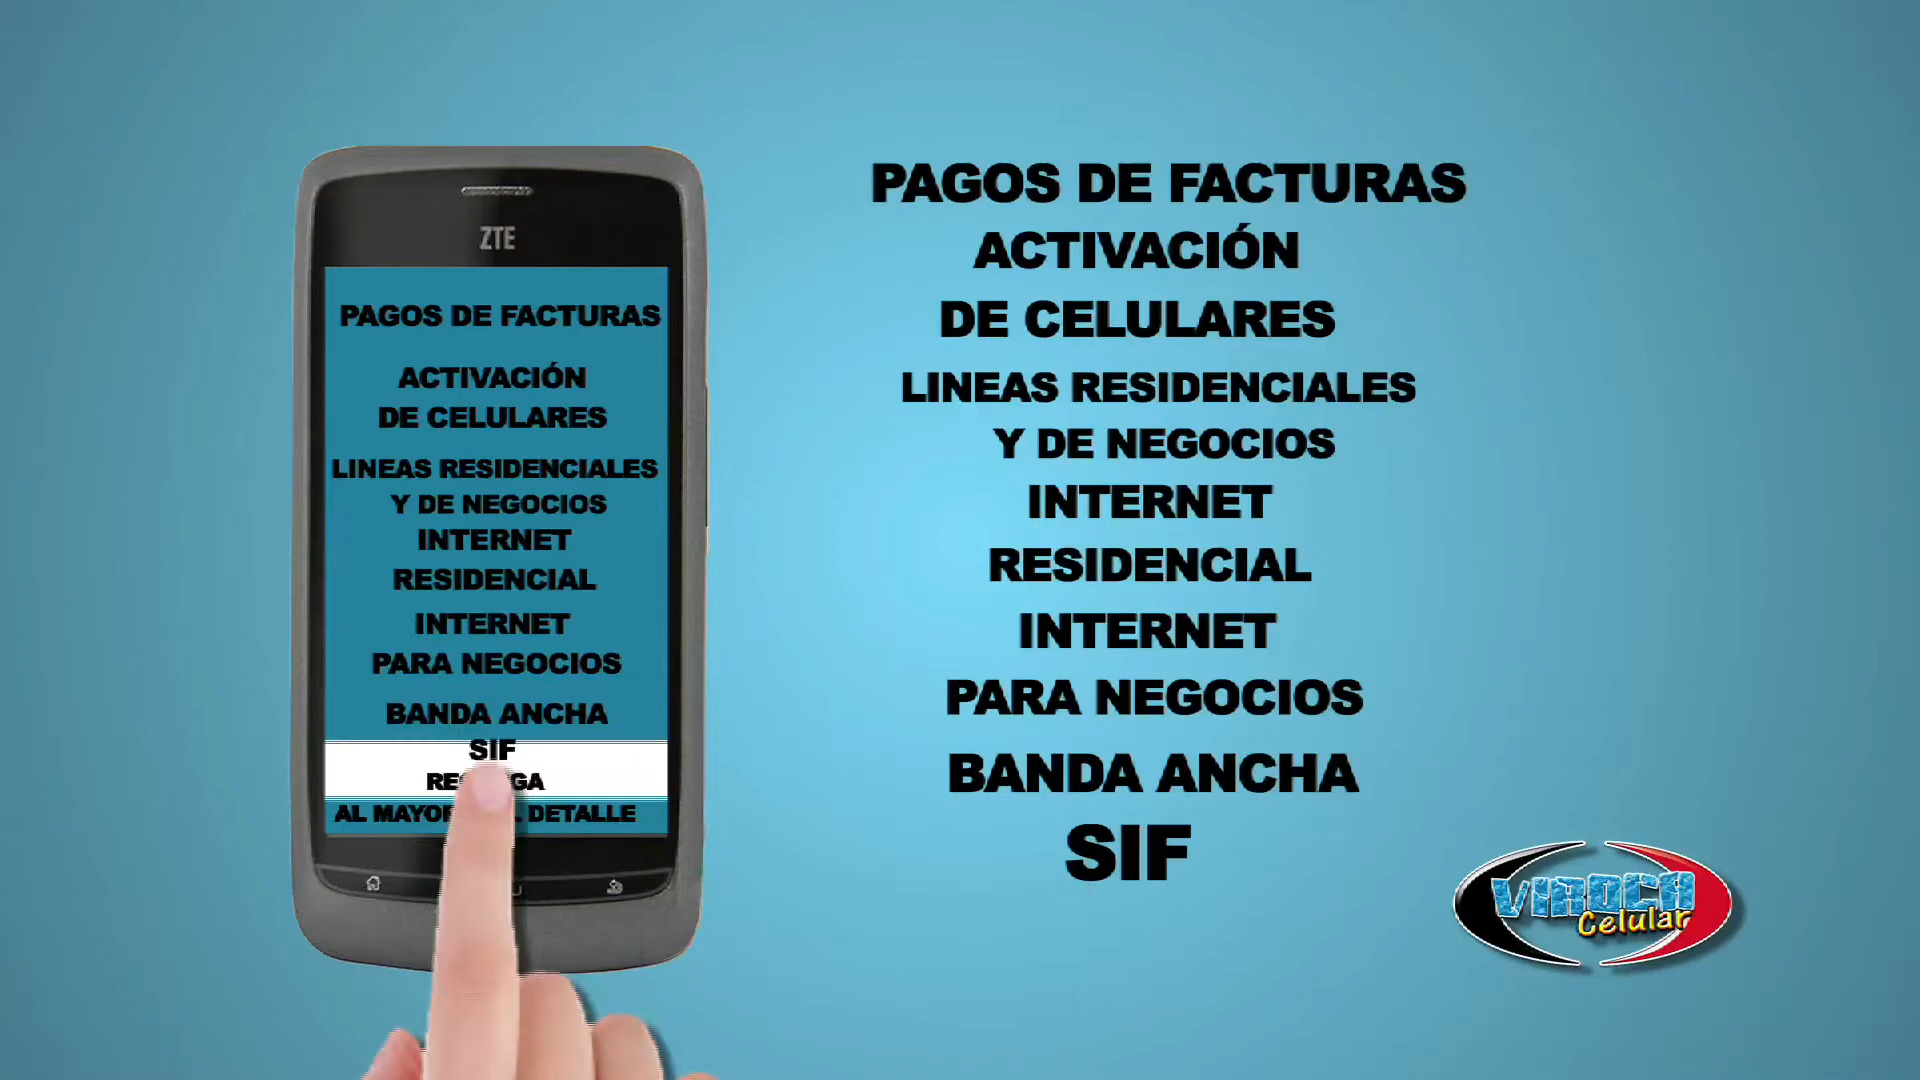 ZTE
PAGOS DE FACTURAS
ACTIVACIÓN
DE CELULARES
LINEAS RESIDENCIALES
Y DE NEGOCIOS
INTERNET
RESIDENCIAL
INTERNET
PARA NEGOCIOS
BANDA ANCHA
SIF
DETALLE
PAGOS DE FACTURAS
ACTIVACIÓN
DE CELULARES
LINEAS RESIDENCIALES
Y DE NEGOCIOS
INTERNET
RESIDENCIAL
INTERNET
PARA NEGOCIOS
BANDA ANCHA
SIF
VIROCA
Celular